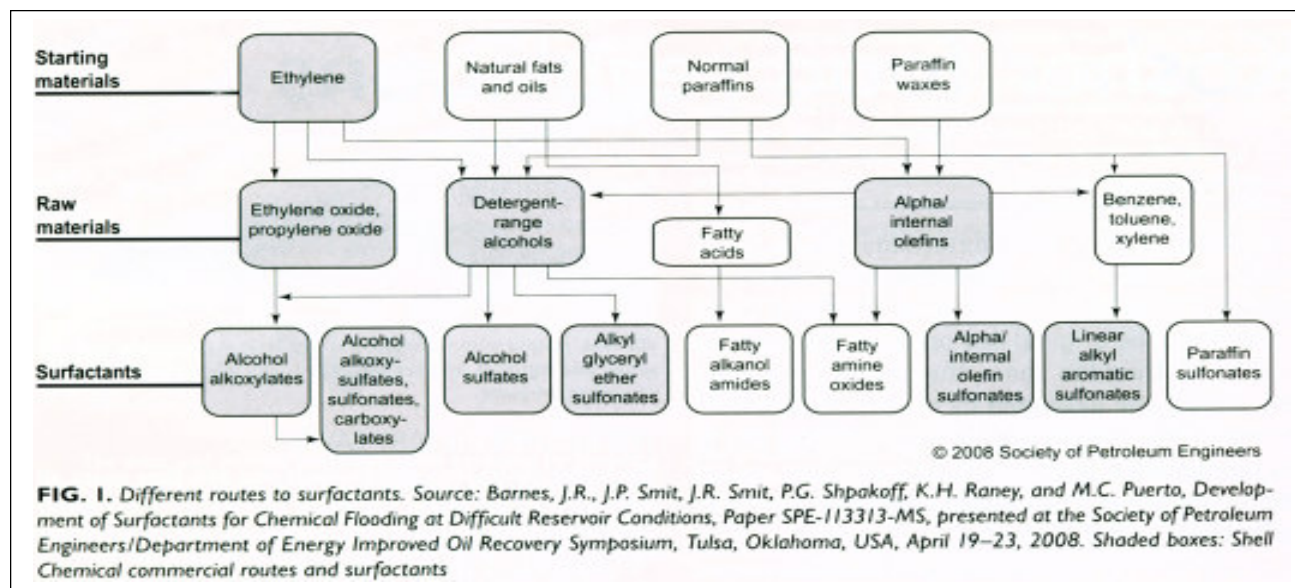 Starting
materials
Ethylene
Natural fats
and oils
Normal
paraffins
Paraffin
waxes
Raw
materials
Ethylene oxide,
propylene oxide
Detergent-
range
alcohols
Fatty
acids
Alpha/
internal
olefins
Benzene,
toluene,
xylene
Surfactants
Alcohol
alkoxylates
Alcohol
alkoxy-
sulfates,
sulfonates,
carboxy-
lates
Alcohol
sulfates
Alkyl
glyceryl
ether
sulfonates
Fatty
alkanol
amides
Fatty
amine
oxides
Alpha/
internal
olefin
sulfonates
Linear
alkyl
aromatic
sulfonates
Paraffin
sulfonates
© 2008 Society of Petroleum Engineers
FIG. 1. Different routes to surfactants. Source: Barnes, J.R., J.P. Smit, J.R. Smit, P.G. Shpakoff, K.H. Raney, and M.C. Puerto, Develop-
ment of Surfactants for Chemical Flooding at Difficult Reservoir Conditions, Paper SPE-113313-MS, presented at the Society of Petroleum
Engineers/Department of Energy Improved Oil Recovery Symposium, Tulsa, Oklahoma, USA, April 19–23, 2008. Shaded boxes: Shell
Chemical commercial routes and surfactants